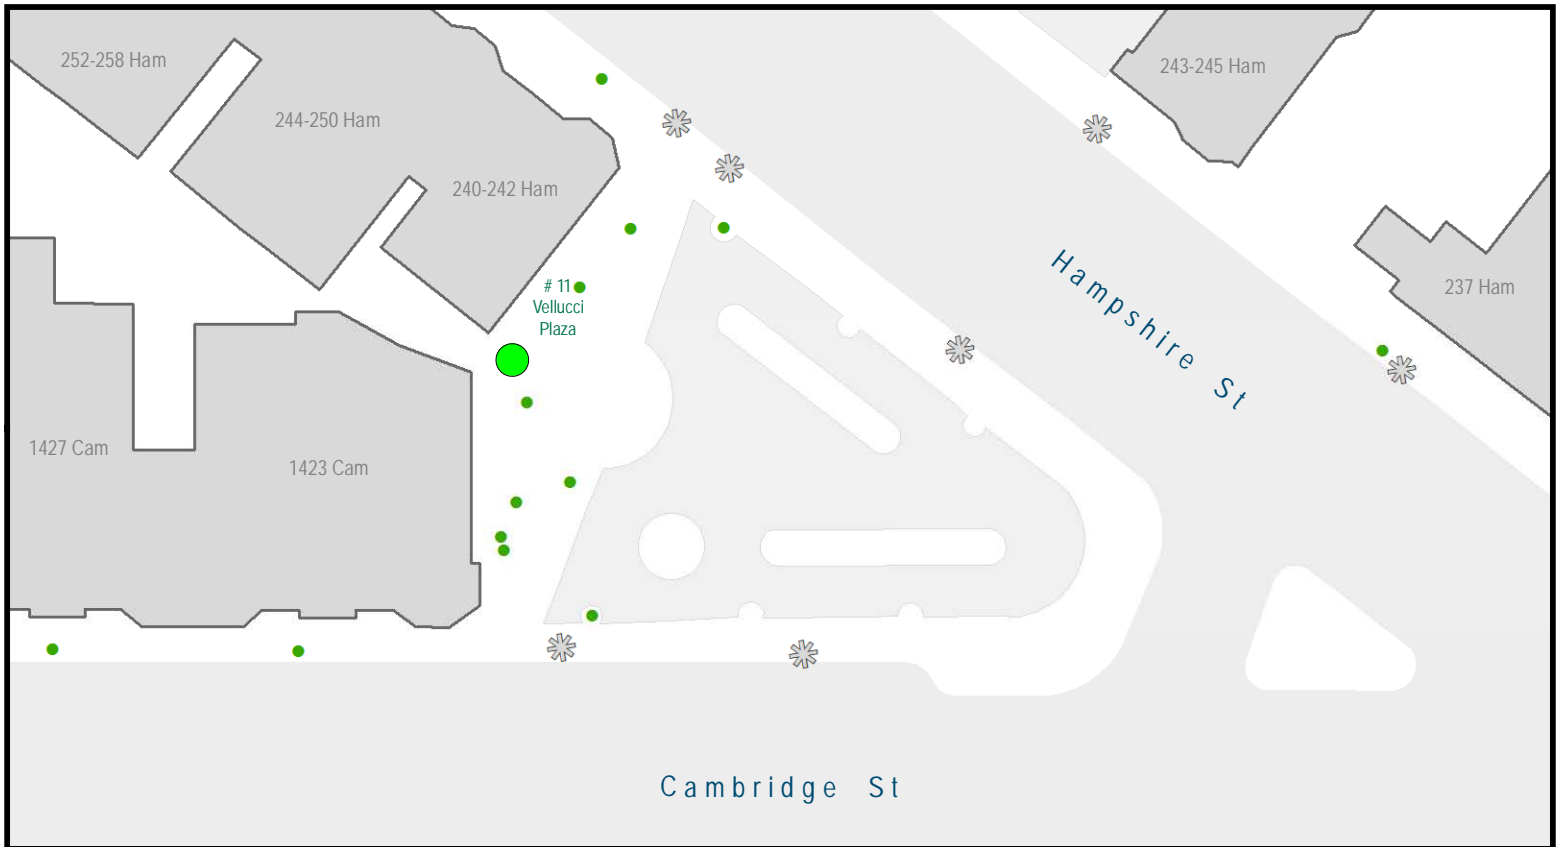 252-258 Ham
243-245 Ham
244-250 Ham
240-242 Ham
# 11
Vellucci
Plaza
Hampshire St
237 Ham
1427 Cam
1423 Cam
Cambridge St